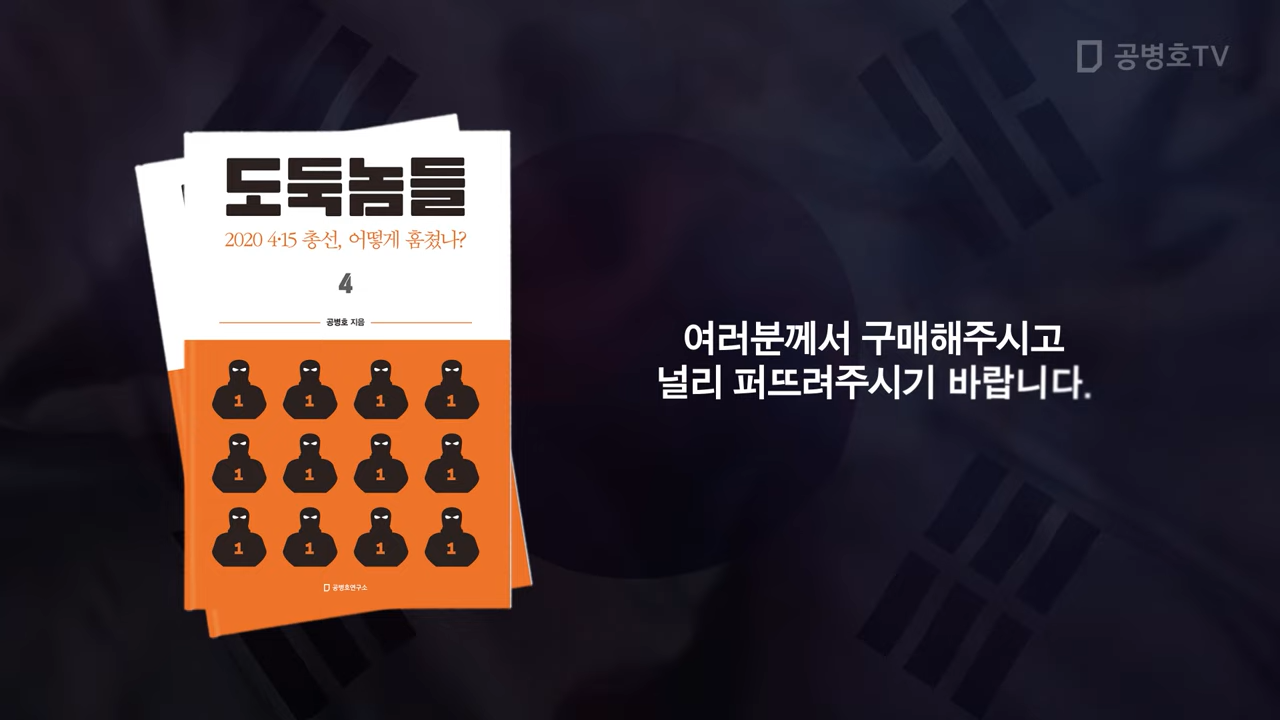 공병호TV
도둑놈들
2020 4·15 총선, 어떻게 훔쳤나?
4
공병호 지음
1 1 1 1
1 1 1 1
1 1 1 1
공병호연구소
여러분께서 구매해주시고
널리 퍼뜨려주시기 바랍니다.